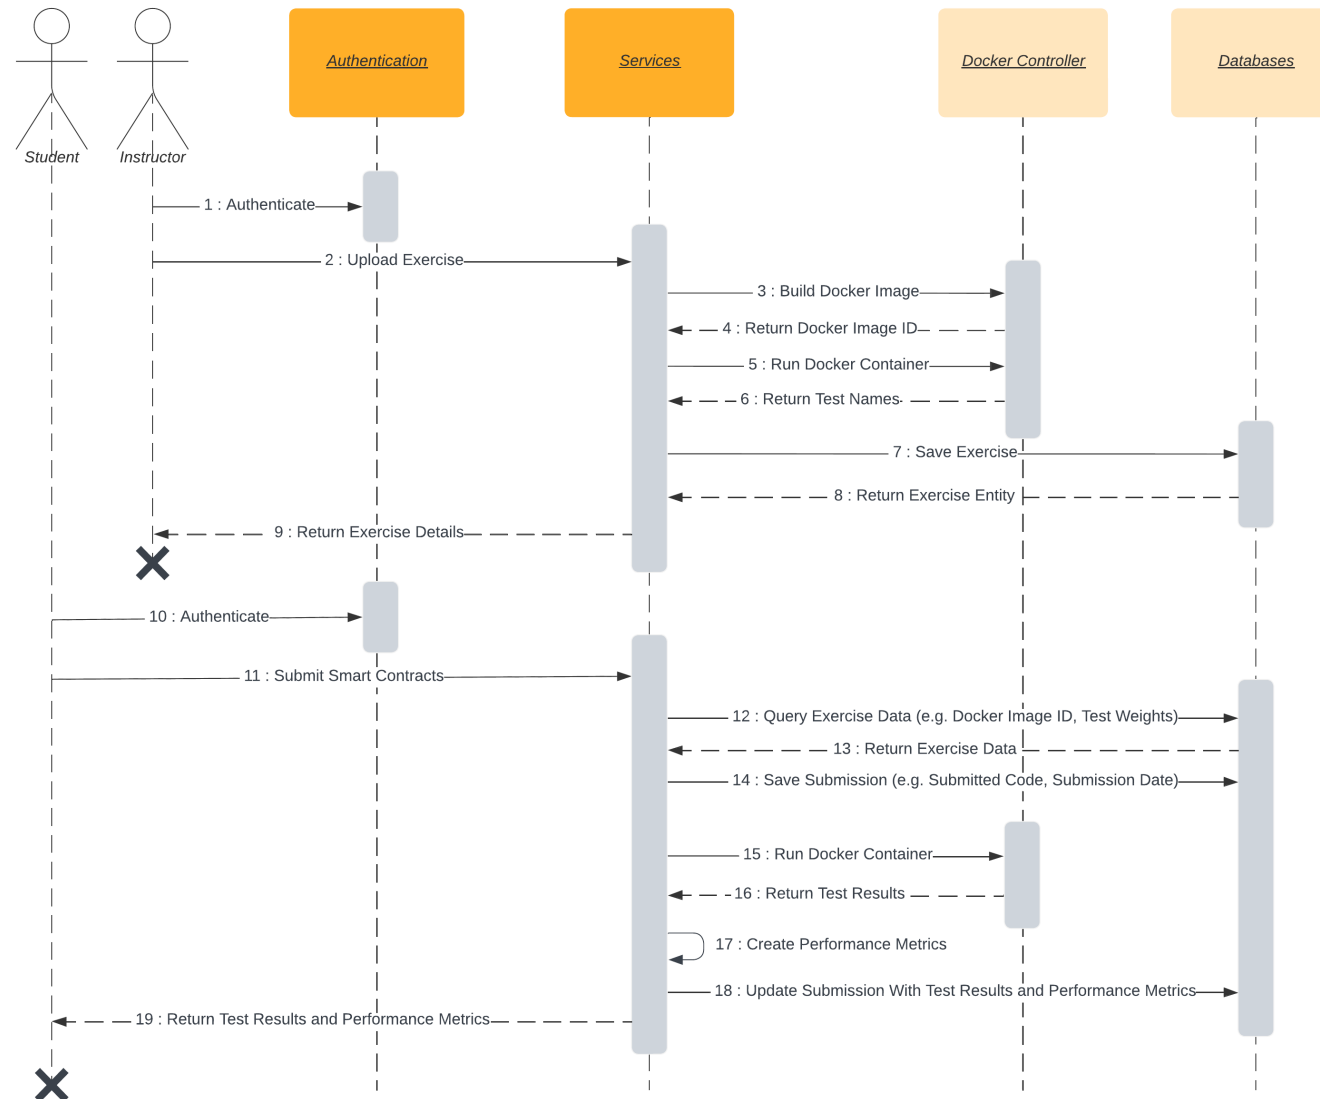 Authentication
Services
Docker Controller
Databases
Student
Instructor
1 : Authenticate
2 : Upload Exercise
3 : Build Docker Image
4 : Return Docker Image ID
5 : Run Docker Container
6 : Return Test Names
7 : Save Exercise
8 : Return Exercise Entity
9 : Return Exercise Details
10 : Authenticate
11 : Submit Smart Contracts
12 : Query Exercise Data (e.g. Docker Image ID, Test Weights)
13 : Return Exercise Data
14 : Save Submission (e.g. Submitted Code, Submission Date)
15 : Run Docker Container
16 : Return Test Results
17 : Create Performance Metrics
18 : Update Submission With Test Results and Performance Metrics
19 : Return Test Results and Performance Metrics